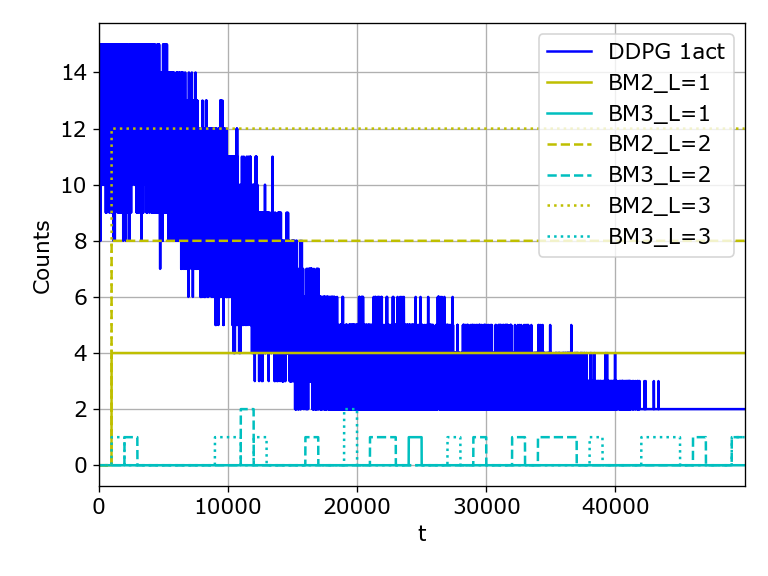 14
12
10
8
6
4
2
0
Counts
0 10000 20000 30000 40000
t
DDPG 1act
BM2_L=1
BM3_L=1
BM2_L=2
BM3_L=2
BM2_L=3
BM3_L=3